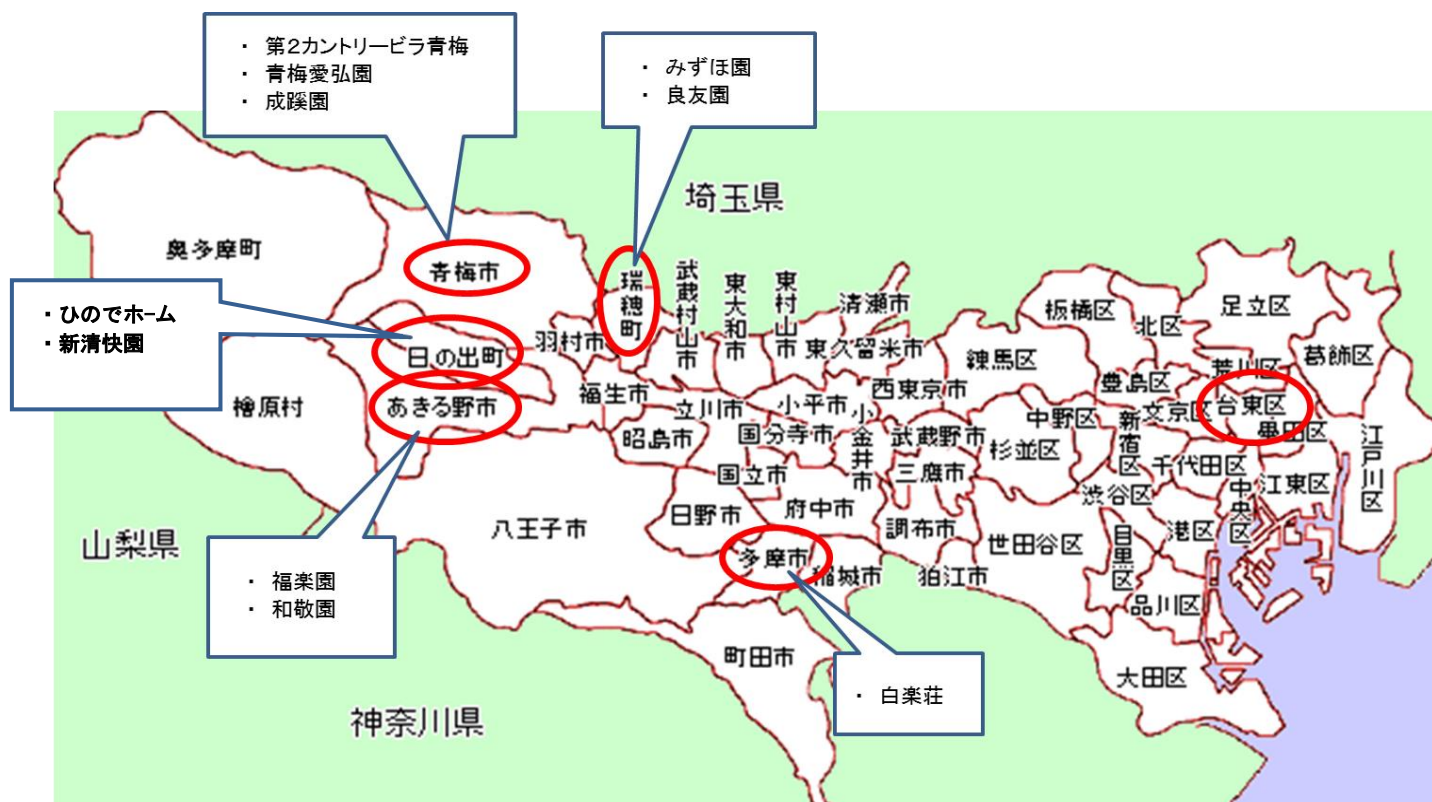 ・ 第2カントリービラ青梅
・ 青梅愛弘園
・ 成蹊園
・ みずほ園
・ 良友園
埼玉県
奥多摩町
青梅市
瑞穂町
武蔵村山市
東大和市
東村山市
清瀬市
板橋区
北区
足立区
・ひのでホーム
・新清快園
日の出町
羽村市
東久留米市
練馬区
豊島区
荒川区
葛飾区
檜原村
あきる野市
福生市
立川市
小平市
西東京市
中野区
新宿区
文京区
台東区
墨田区
江戸川区
昭島市
国分寺市
小金井市
武蔵野市
杉並区
千代田区
中央区
江東区
国立市
三鷹市
渋谷区
八王子市
日野市
府中市
調布市
世田谷区
目黒区
港区
山梨県
多摩市
稲城市
狛江市
品川区
・ 福楽園
・ 和敬園
町田市
大田区
・ 白楽荘
神奈川県